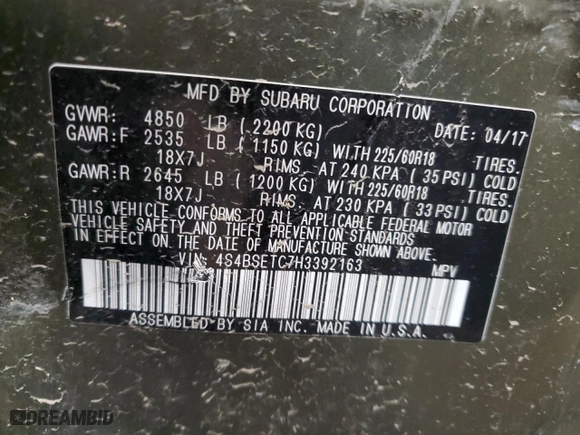 MFD BY SUBARU CORPORATION
GVWR: 4850 LB ( 2200 KG) DATE: 04/17
GAWR:F 2535 LB ( 1150 KG) WITH 225/60R18 TIRES.
18X7J RIMS. AT 240 KPA ( 35 PSI) COLD
GAWR:R 2645 LB ( 1200 KG) WITH 225/60R18 TIRES.
18X7J RIMS. AT 230 KPA ( 33 PSI) COLD
THIS VEHICLE CONFORMS TO ALL APPLICABLE FEDERAL MOTOR
VEHICLE SAFETY AND THEFT PREVENTION STANDARDS
IN EFFECT ON THE DATE OF MANUFACTURE SHOWN ABOVE.
VIN: 4S4BSETC7H3392163 MPV
ASSEMBLED BY SIA INC. MADE IN U.S.A.
DREAMBID